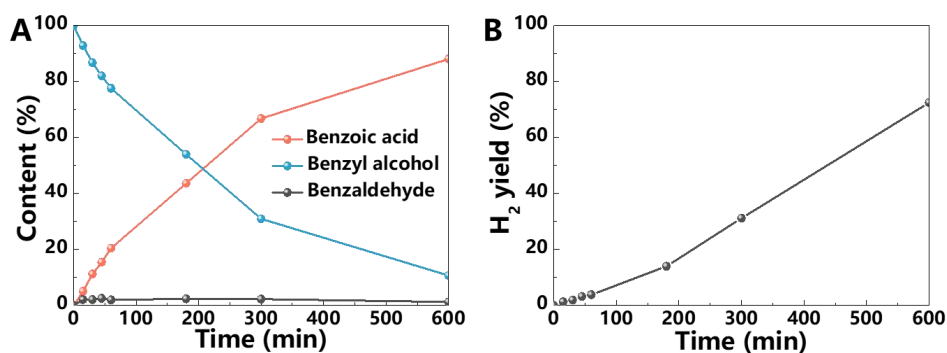 A
100
80
60
40
20
0
Content (%)
Benzoic acid
Benzyl alcohol
Benzaldehyde
0 100 200 300 400 500 600
Time (min)
B
100
80
60
40
20
0
H₂ yield (%)
0 100 200 300 400 500 600
Time (min)